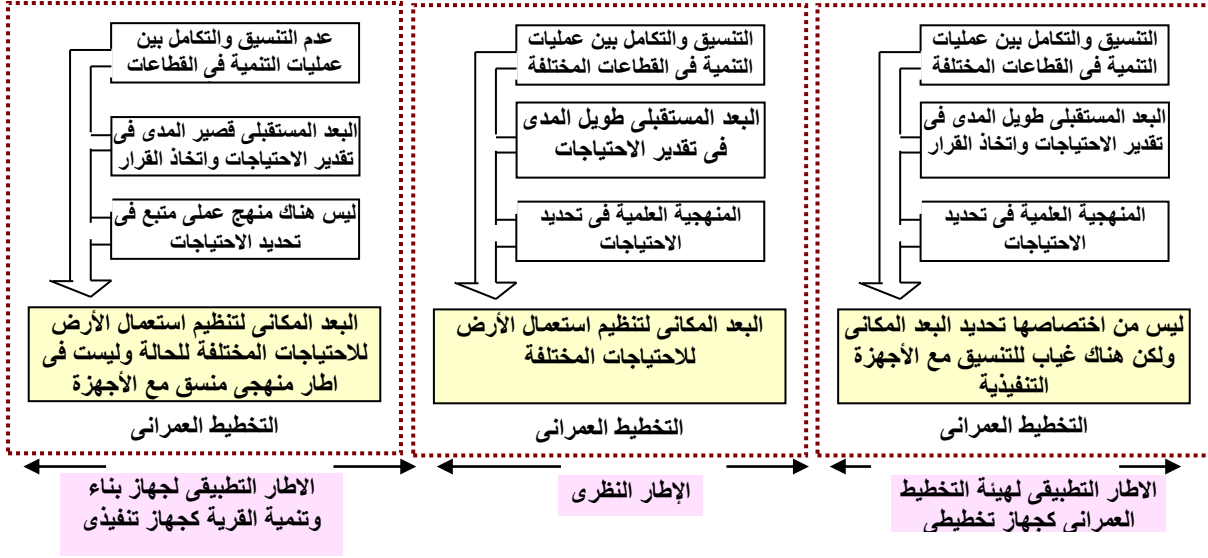 التنسيق والتكامل بين عمليات
التنمية فى القطاعات المختلفة
البعد المستقبلى طويل المدى فى
تقدير الاحتياجات واتخاذ القرار
المنهجية العلمية فى تحديد
الاحتياجات
ليس من اختصاصها تحديد البعد المكانى
ولكن هناك غياب للتنسيق مع الأجهزة
التنفيذية
التخطيط العمرانى
الاطار التطبيقى لهيئة التخطيط
العمرانى كجهاز تخطيطى
التنسيق والتكامل بين عمليات
التنمية فى القطاعات المختلفة
البعد المستقبلى طويل المدى
فى تقدير الاحتياجات
المنهجية العلمية فى تحديد
الاحتياجات
البعد المكانى لتنظيم استعمال الأرض
للاحتياجات المختلفة
التخطيط العمرانى
الإطار النظرى
عدم التنسيق والتكامل بين
عمليات التنمية فى القطاعات
البعد المستقبلى قصير المدى فى
تقدير الاحتياجات واتخاذ القرار
ليس هناك منهج عملى متبع فى
تحديد الاحتياجات
البعد المكانى لتنظيم استعمال الأرض
للاحتياجات المختلفة للحالة وليست فى
اطار منهجى منسق مع الأجهزة
التخطيط العمرانى
الاطار التطبيقى لجهاز بناء
وتنمية القرية كجهاز تنفيذى